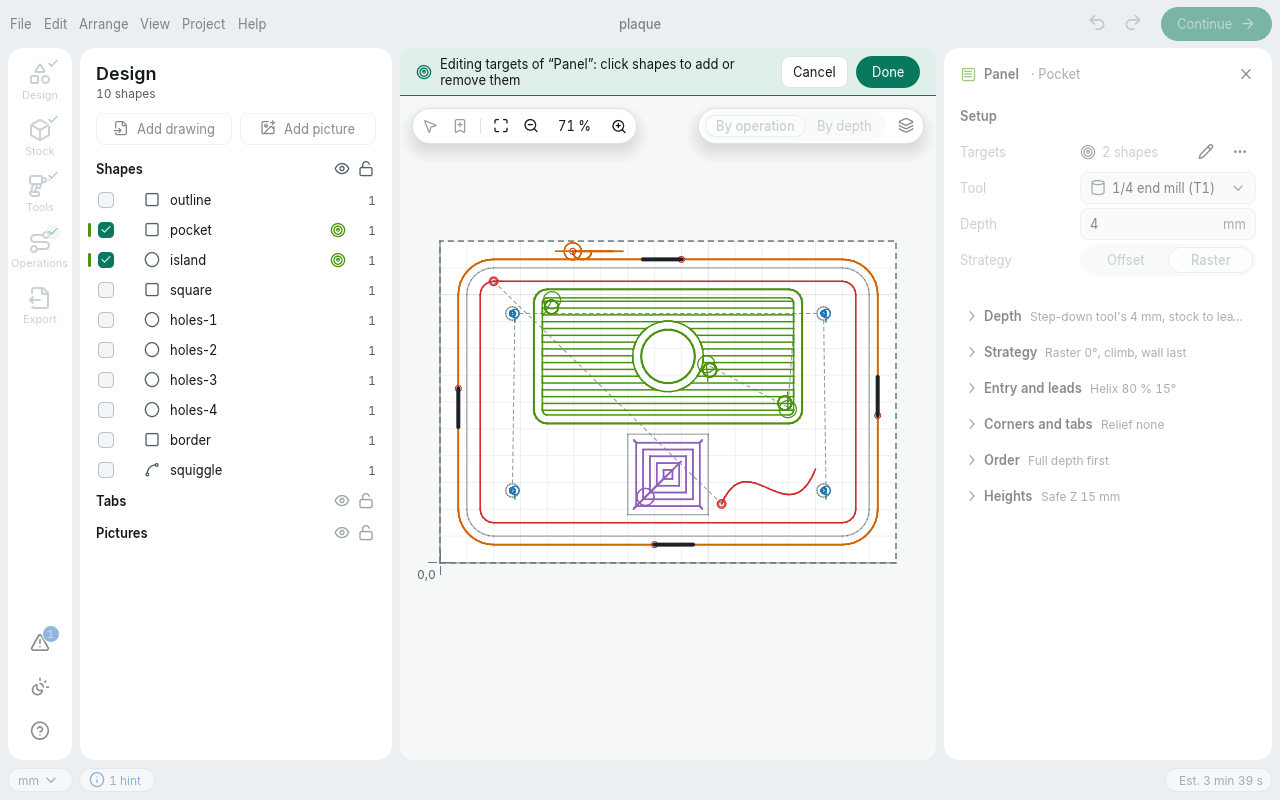 File Edit Arrange View Project Help
plaque
Continue
Design
Stock
Tools
Operations
Export
1
Design
10 shapes
Add drawing
Add picture
Shapes
outline 1
pocket 1
island 1
square 1
holes-1 1
holes-2 1
holes-3 1
holes-4 1
border 1
squiggle 1
Tabs
Pictures
Editing targets of “Panel”: click shapes to add or
remove them
Cancel
Done
71 %
By operation
By depth
0,0
Panel · Pocket
Setup
Targets 2 shapes
Tool 1/4 end mill (T1)
Depth 4 mm
Strategy Offset Raster
Depth Step-down tool's 4 mm, stock to lea...
Strategy Raster 0°, climb, wall last
Entry and leads Helix 80 % 15°
Corners and tabs Relief none
Order Full depth first
Heights Safe Z 15 mm
mm
1 hint
Est. 3 min 39 s